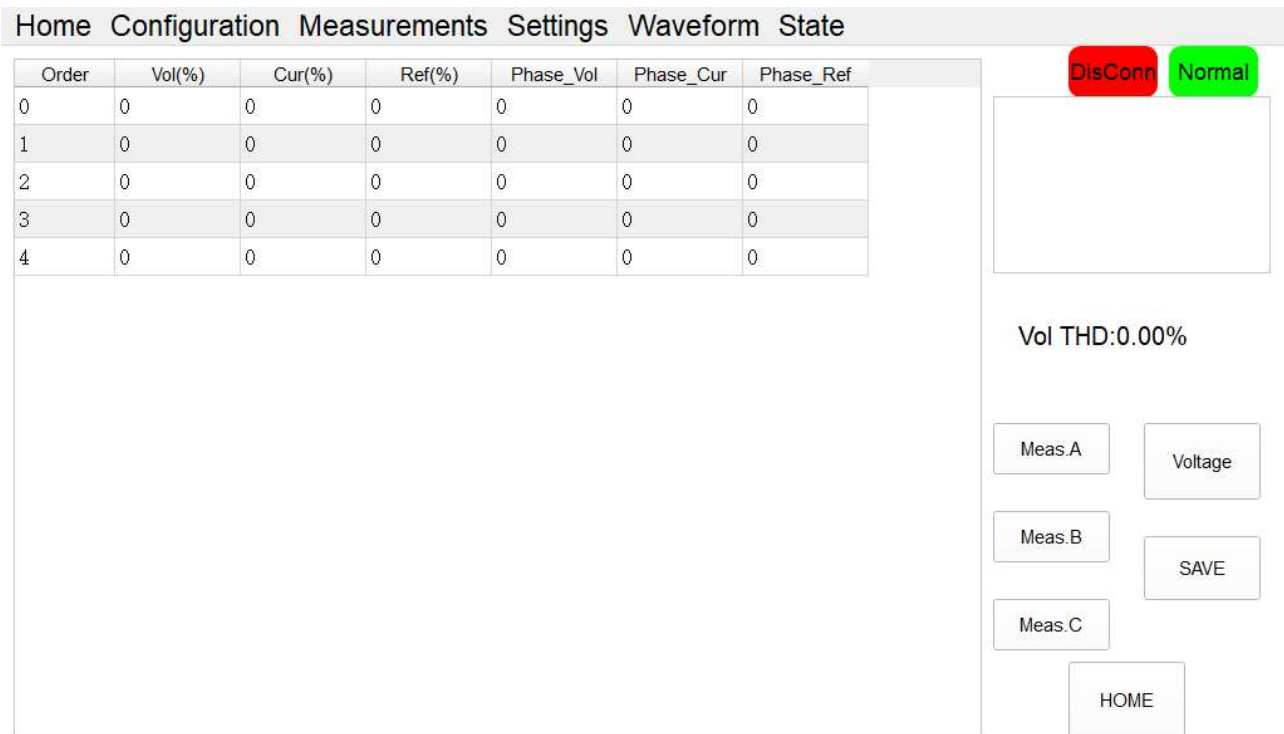 Home Configuration Measurements Settings Waveform State
Order Vol(%) Cur(%) Ref(%) Phase_Vol Phase_Cur Phase_Ref
0 0 0 0 0 0 0
1 0 0 0 0 0 0
2 0 0 0 0 0 0
3 0 0 0 0 0 0
4 0 0 0 0 0 0
DisConn Normal
Vol THD:0.00%
Meas.A
Voltage
Meas.B
SAVE
Meas.C
HOME